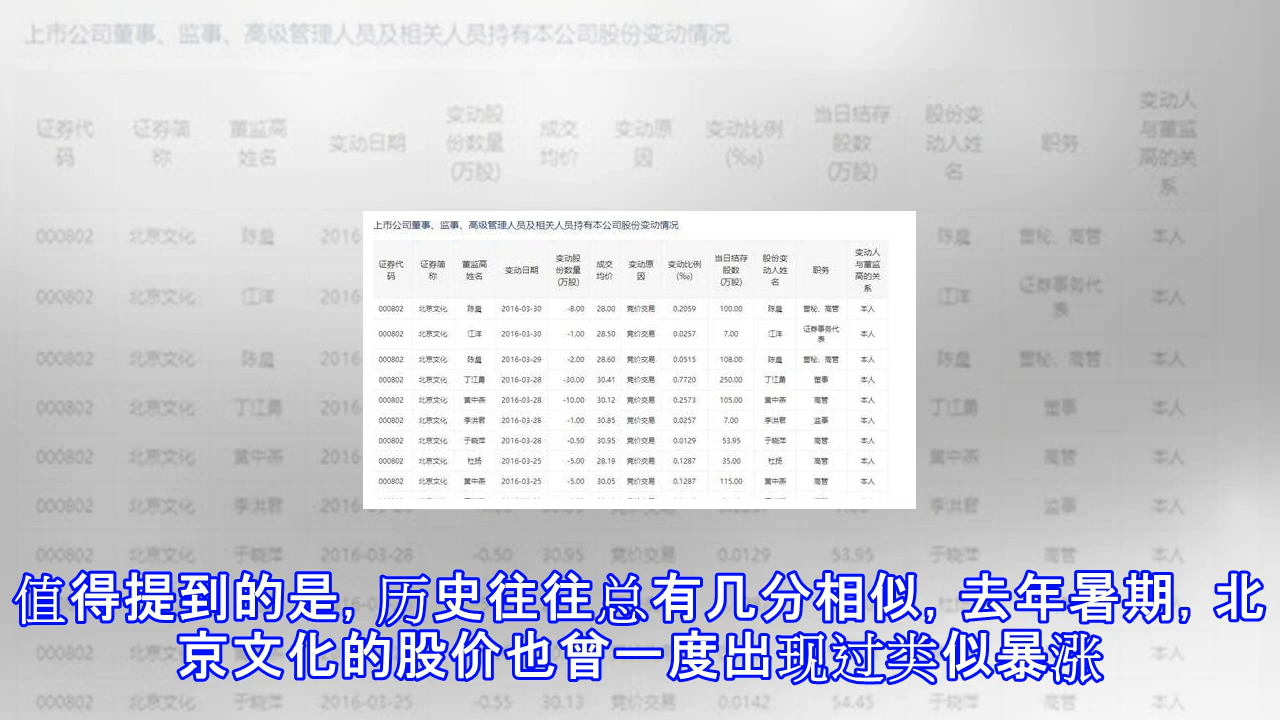 上市公司董事、监事、高级管理人员及相关人员持有本公司股份变动情况
证券代码 证券简称 董监高姓名 变动日期 变动股份数量(万股) 成交均价 变动原因 变动比例(‰) 当日结存股数(万股) 股份变动人姓名 职务 变动人与董监高的关系
000802 北京文化 陈晨 2016-03-30 -8.00 28.00 竞价交易 0.2059 100.00 陈晨 董秘、高管 本人
000802 北京文化 江洋 2016-03-30 -1.00 28.50 竞价交易 0.0257 7.00 江洋 证券事务代表 本人
000802 北京文化 陈晨 2016-03-29 -2.00 28.60 竞价交易 0.0515 108.00 陈晨 董秘、高管 本人
000802 北京文化 丁江勇 2016-03-28 -30.00 30.41 竞价交易 0.7720 250.00 丁江勇 董事 本人
000802 北京文化 董中燕 2016-03-28 -10.00 30.12 竞价交易 0.2573 105.00 董中燕 高管 本人
000802 北京文化 李洪君 2016-03-28 -1.00 30.85 竞价交易 0.0257 7.00 李洪君 监事 本人
000802 北京文化 于晓萍 2016-03-28 -0.50 30.95 竞价交易 0.0129 53.95 于晓萍 高管 本人
000802 北京文化 杜扬 2016-03-25 -5.00 28.19 竞价交易 0.1287 35.00 杜扬 高管 本人
000802 北京文化 董中燕 2016-03-25 -5.00 30.05 竞价交易 0.1287 115.00 董中燕 高管 本人
值得提到的是, 历史往往总有几分相似, 去年暑期, 北
京文化的股价也曾一度出现过类似暴涨